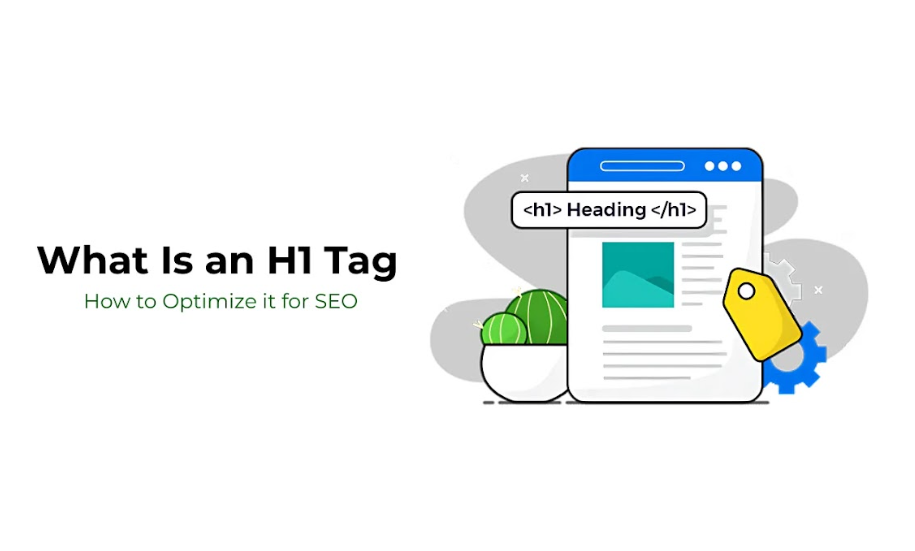 What Is an H1 Tag
How to Optimize it for SEO
<h1> Heading </h1>